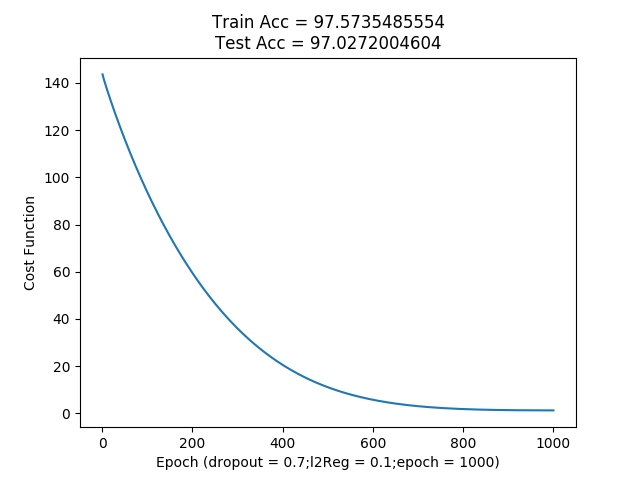 Train Acc = 97.5735485554
Test Acc = 97.0272004604
140
120
100
80
60
40
20
0
Cost Function
0 200 400 600 800 1000
Epoch (dropout = 0.7;l2Reg = 0.1;epoch = 1000)